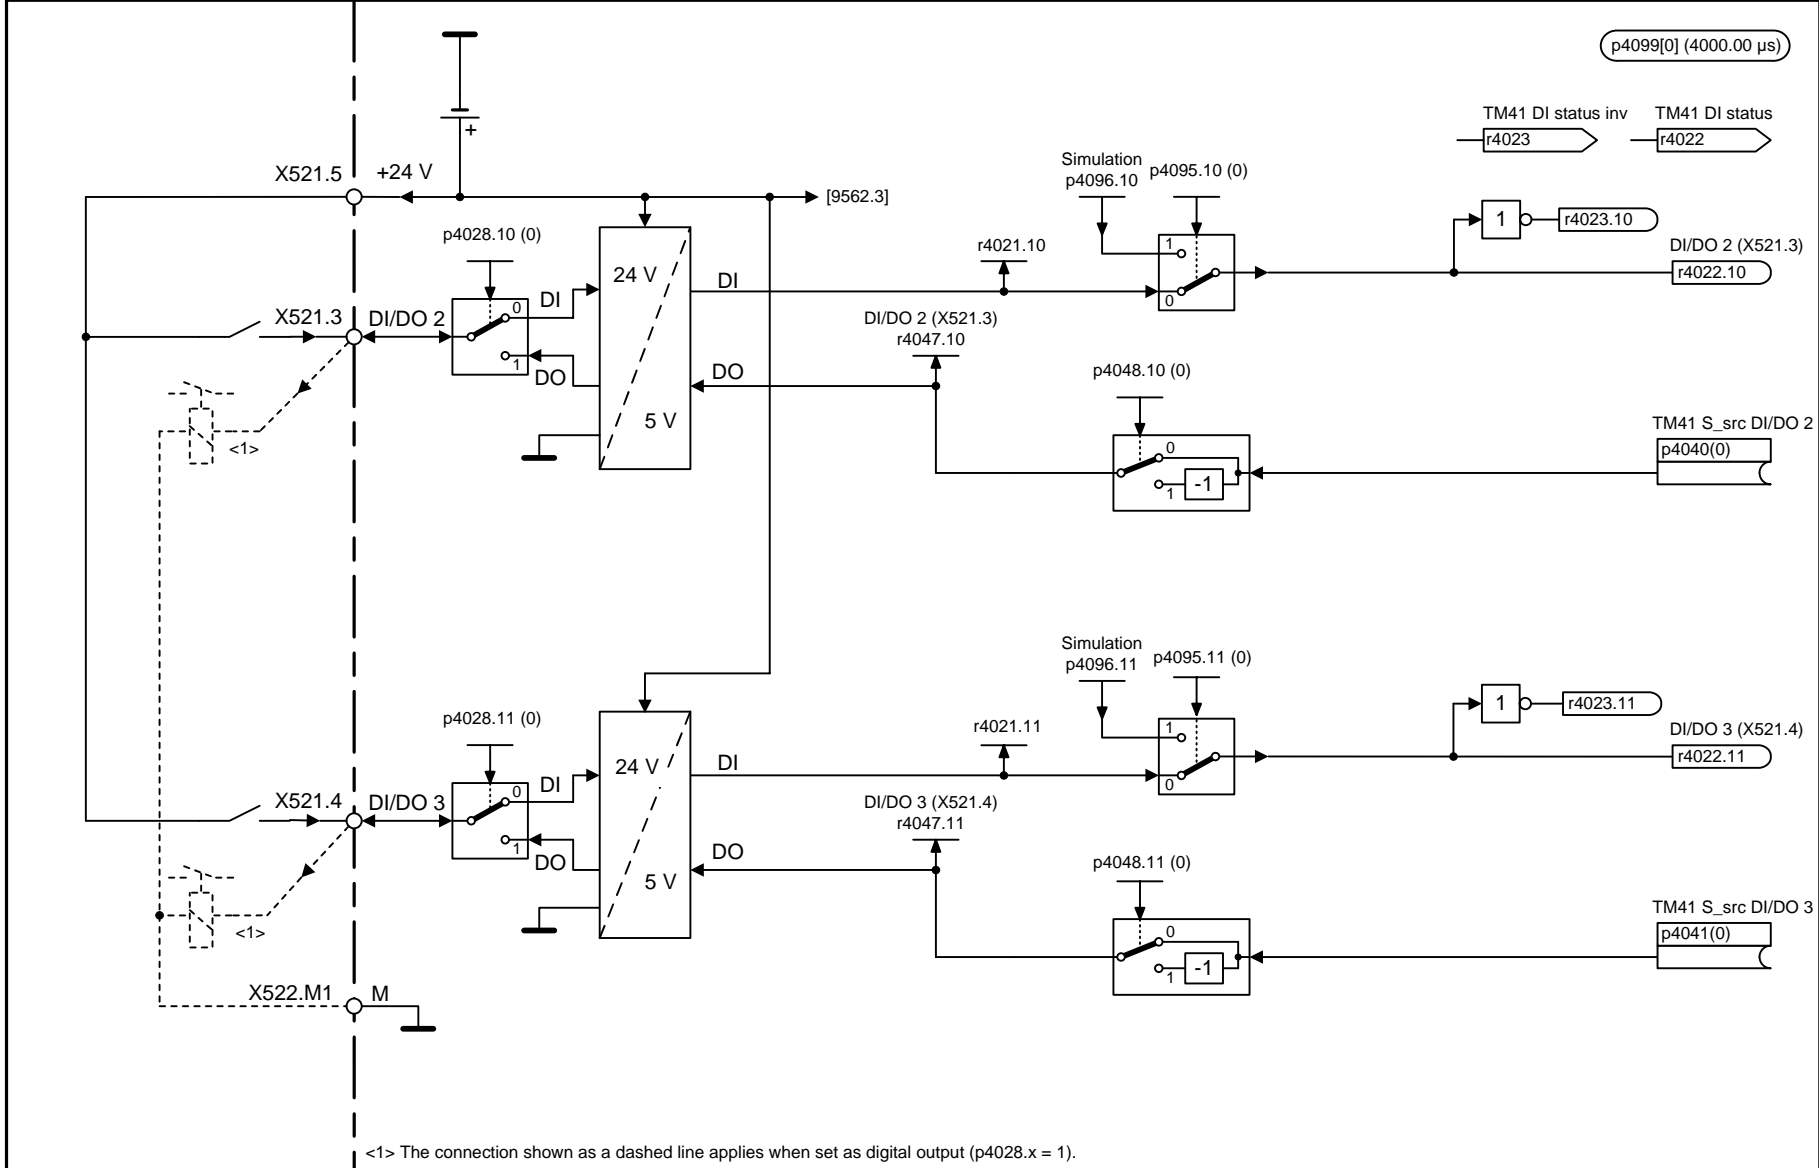 p4099[0] (4000.00 µs)
TM41 DI status inv
TM41 DI status
r4023
r4022
+
X521.5
+24 V
[9562.3]
Simulation
p4096.10
p4095.10 (0)
p4028.10 (0)
24 V
5 V
DI
r4021.10
1
0
1
r4023.10
DI/DO 2 (X521.3)
r4022.10
X521.3
DI/DO 2
0
1
DI
DO
DO
DI/DO 2 (X521.3)
r4047.10
p4048.10 (0)
0
1
-1
TM41 S_src DI/DO 2
p4040(0)
<1>
Simulation
p4096.11
p4095.11 (0)
p4028.11 (0)
24 V
5 V
DI
r4021.11
1
0
1
r4023.11
DI/DO 3 (X521.4)
r4022.11
X521.4
DI/DO 3
0
1
DI
DO
DO
DI/DO 3 (X521.4)
r4047.11
p4048.11 (0)
0
1
-1
TM41 S_src DI/DO 3
p4041(0)
<1>
X522.M1
M
<1> The connection shown as a dashed line applies when set as digital output (p4028.x = 1).